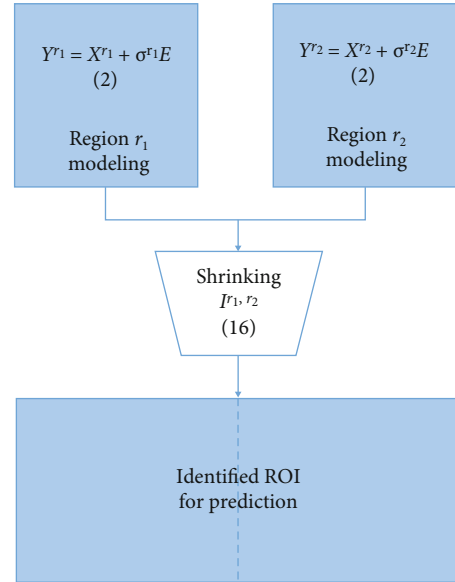 Y^{r_1} = X^{r_1} + σ^{r_1}E
(2)
Region r_1
modeling
Y^{r_2} = X^{r_2} + σ^{r_2}E
(2)
Region r_2
modeling
Shrinking
I^{r_1, r_2}
(16)
Identified ROI
for prediction